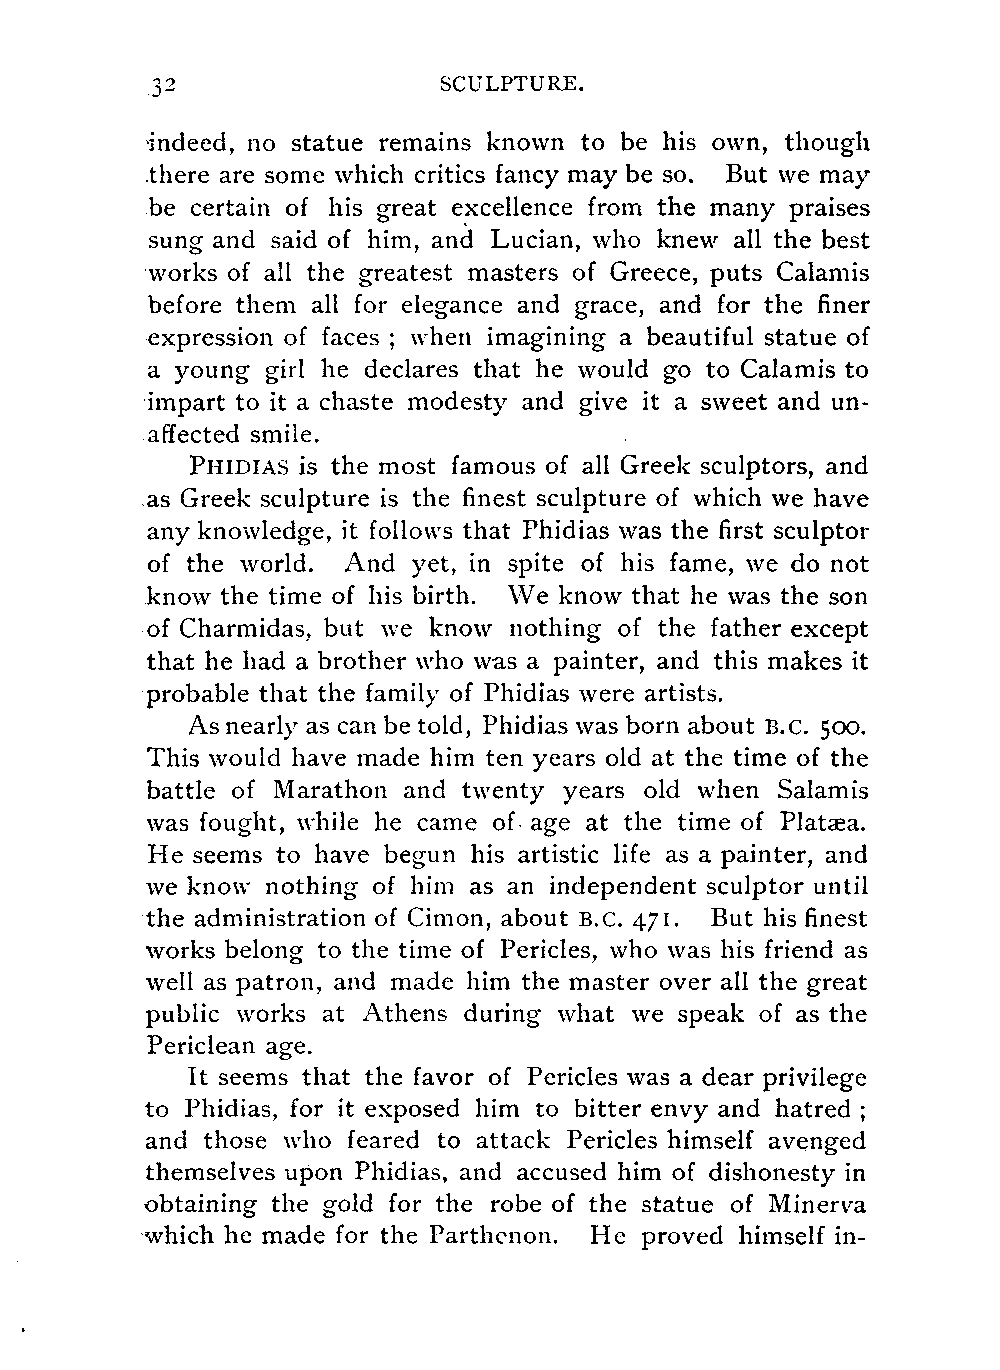 32 SCULPTURE.
indeed, no statue remains known to be his own, though
there are some which critics fancy may be so. But we may
be certain of his great excellence from the many praises
sung and said of him, and Lucian, who knew all the best
works of all the greatest masters of Greece, puts Calamis
before them all for elegance and grace, and for the finer
expression of faces ; when imagining a beautiful statue of
a young girl he declares that he would go to Calamis to
impart to it a chaste modesty and give it a sweet and un-
affected smile.
PHIDIAS is the most famous of all Greek sculptors, and
as Greek sculpture is the finest sculpture of which we have
any knowledge, it follows that Phidias was the first sculptor
of the world. And yet, in spite of his fame, we do not
know the time of his birth. We know that he was the son
of Charmidas, but we know nothing of the father except
that he had a brother who was a painter, and this makes it
probable that the family of Phidias were artists.
As nearly as can be told, Phidias was born about B.C. 500.
This would have made him ten years old at the time of the
battle of Marathon and twenty years old when Salamis
was fought, while he came of age at the time of Platæa.
He seems to have begun his artistic life as a painter, and
we know nothing of him as an independent sculptor until
the administration of Cimon, about B.C. 471. But his finest
works belong to the time of Pericles, who was his friend as
well as patron, and made him the master over all the great
public works at Athens during what we speak of as the
Periclean age.
It seems that the favor of Pericles was a dear privilege
to Phidias, for it exposed him to bitter envy and hatred ;
and those who feared to attack Pericles himself avenged
themselves upon Phidias, and accused him of dishonesty in
obtaining the gold for the robe of the statue of Minerva
which he made for the Parthenon. He proved himself in-